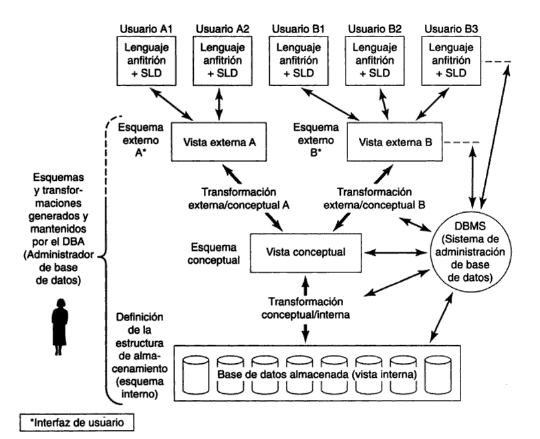 Usuario A1
Usuario A2
Usuario B1
Usuario B2
Usuario B3
Lenguaje
anfitrión
+ SLD
Lenguaje
anfitrión
+ SLD
Lenguaje
anfitrión
+ SLD
Lenguaje
anfitrión
+ SLD
Lenguaje
anfitrión
+ SLD
Esquema
externo
A*
Vista externa A
Esquema
externo
B*
Vista externa B
Esquemas
y transfor-
maciones
generados y
mantenidos
por el DBA
(Administrador
de base
de datos)
Transformación
externa/conceptual A
Transformación
externa/conceptual B
Esquema
conceptual
Vista conceptual
DBMS
(Sistema de
administración
de base
de datos)
Transformación
conceptual/interna
Definición
de la
estructura
de alma-
cenamiento
(esquema
interno)
Base de datos almacenada (vista interna)
*Interfaz de usuario